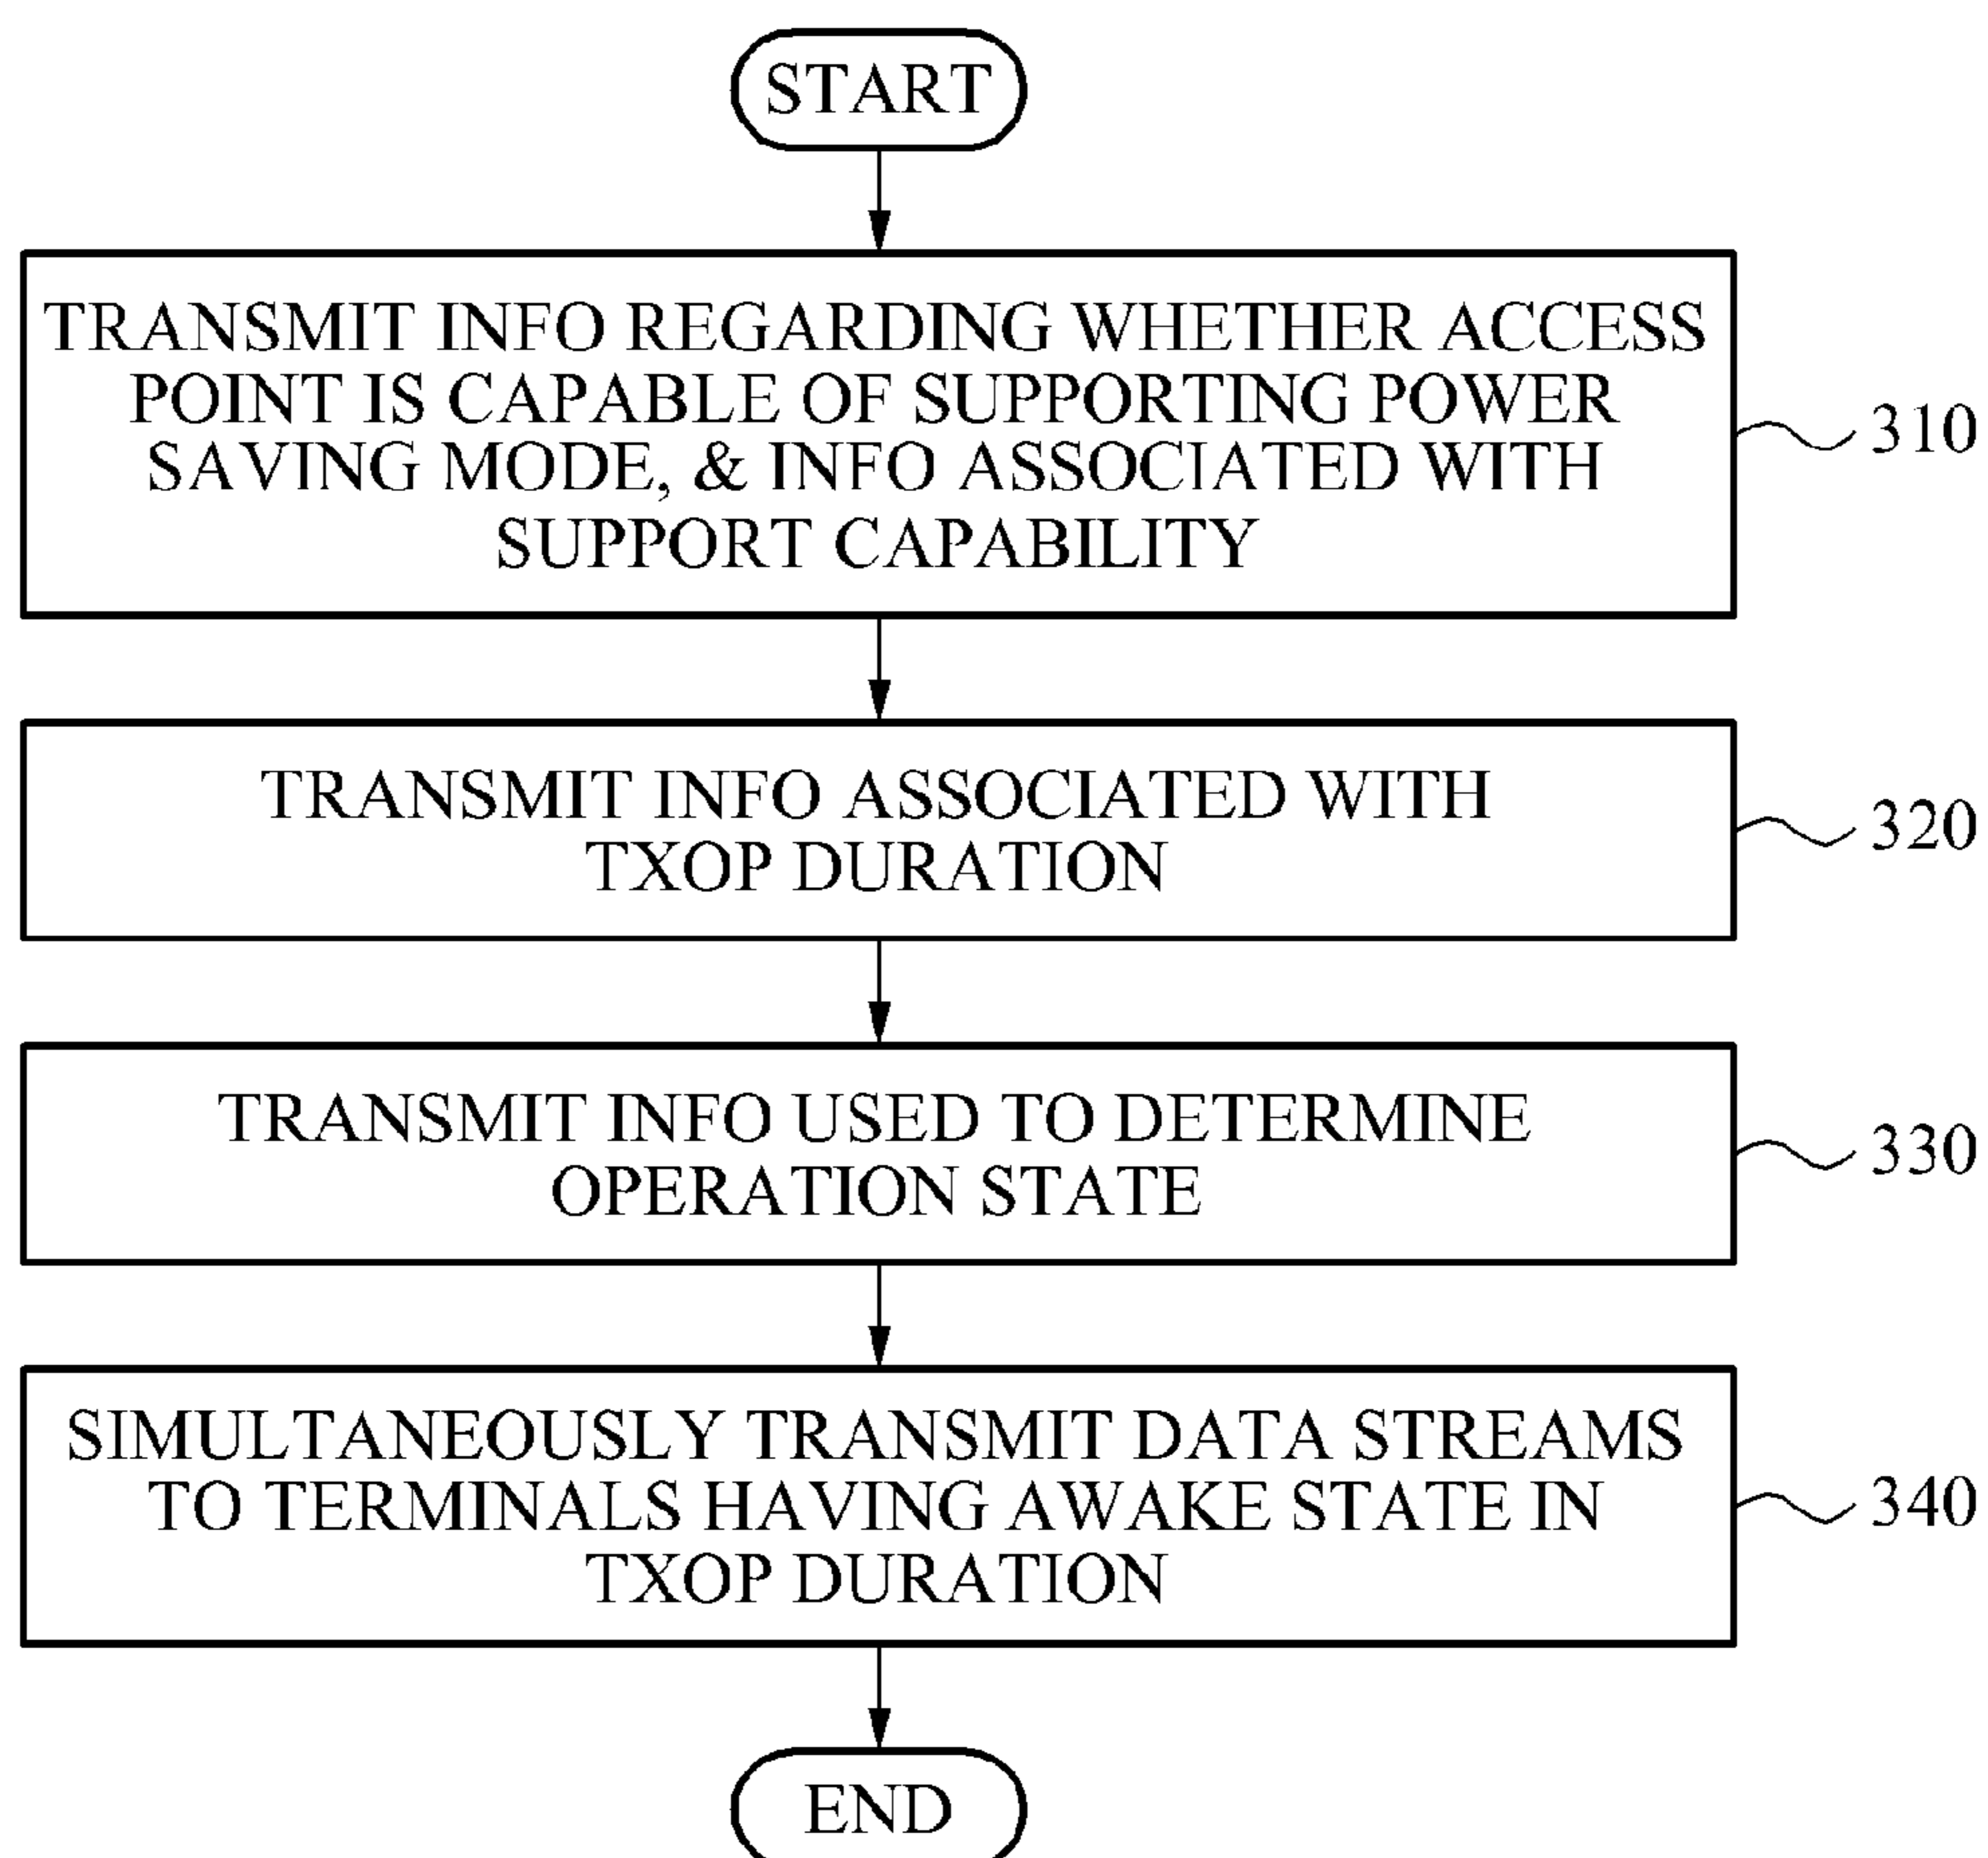 START
TRANSMIT INFO REGARDING WHETHER ACCESS
POINT IS CAPABLE OF SUPPORTING POWER
SAVING MODE, & INFO ASSOCIATED WITH
SUPPORT CAPABILITY
310
TRANSMIT INFO ASSOCIATED WITH
TXOP DURATION
320
TRANSMIT INFO USED TO DETERMINE
OPERATION STATE
330
SIMULTANEOUSLY TRANSMIT DATA STREAMS
TO TERMINALS HAVING AWAKE STATE IN
TXOP DURATION
340
END